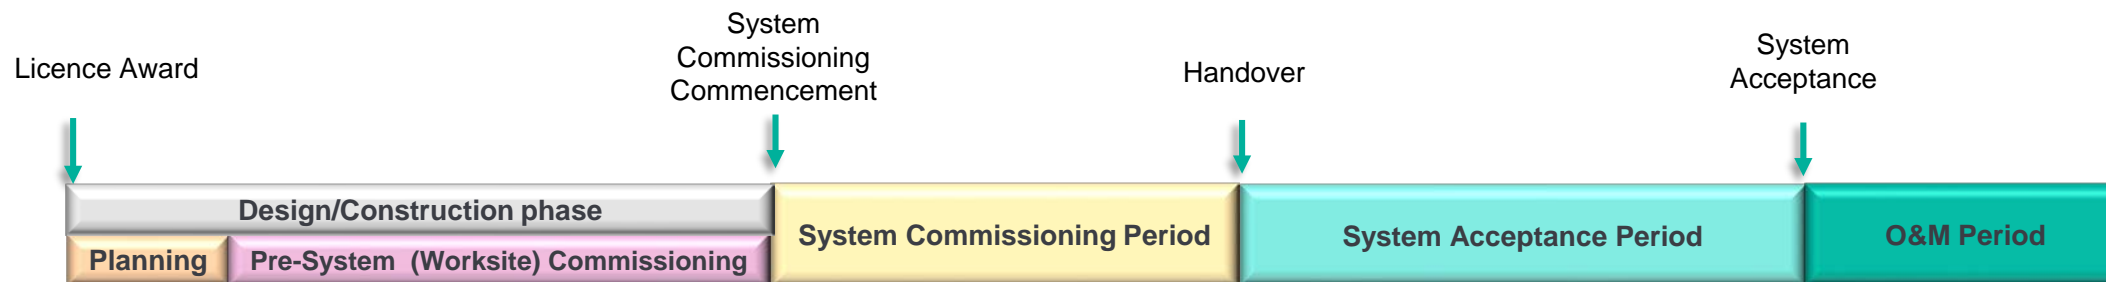 Licence Award
System
Commissioning
Commencement
Handover
System
Acceptance
Design/Construction phase
Planning
Pre-System (Worksite) Commissioning
System Commissioning Period
System Acceptance Period
O&M Period